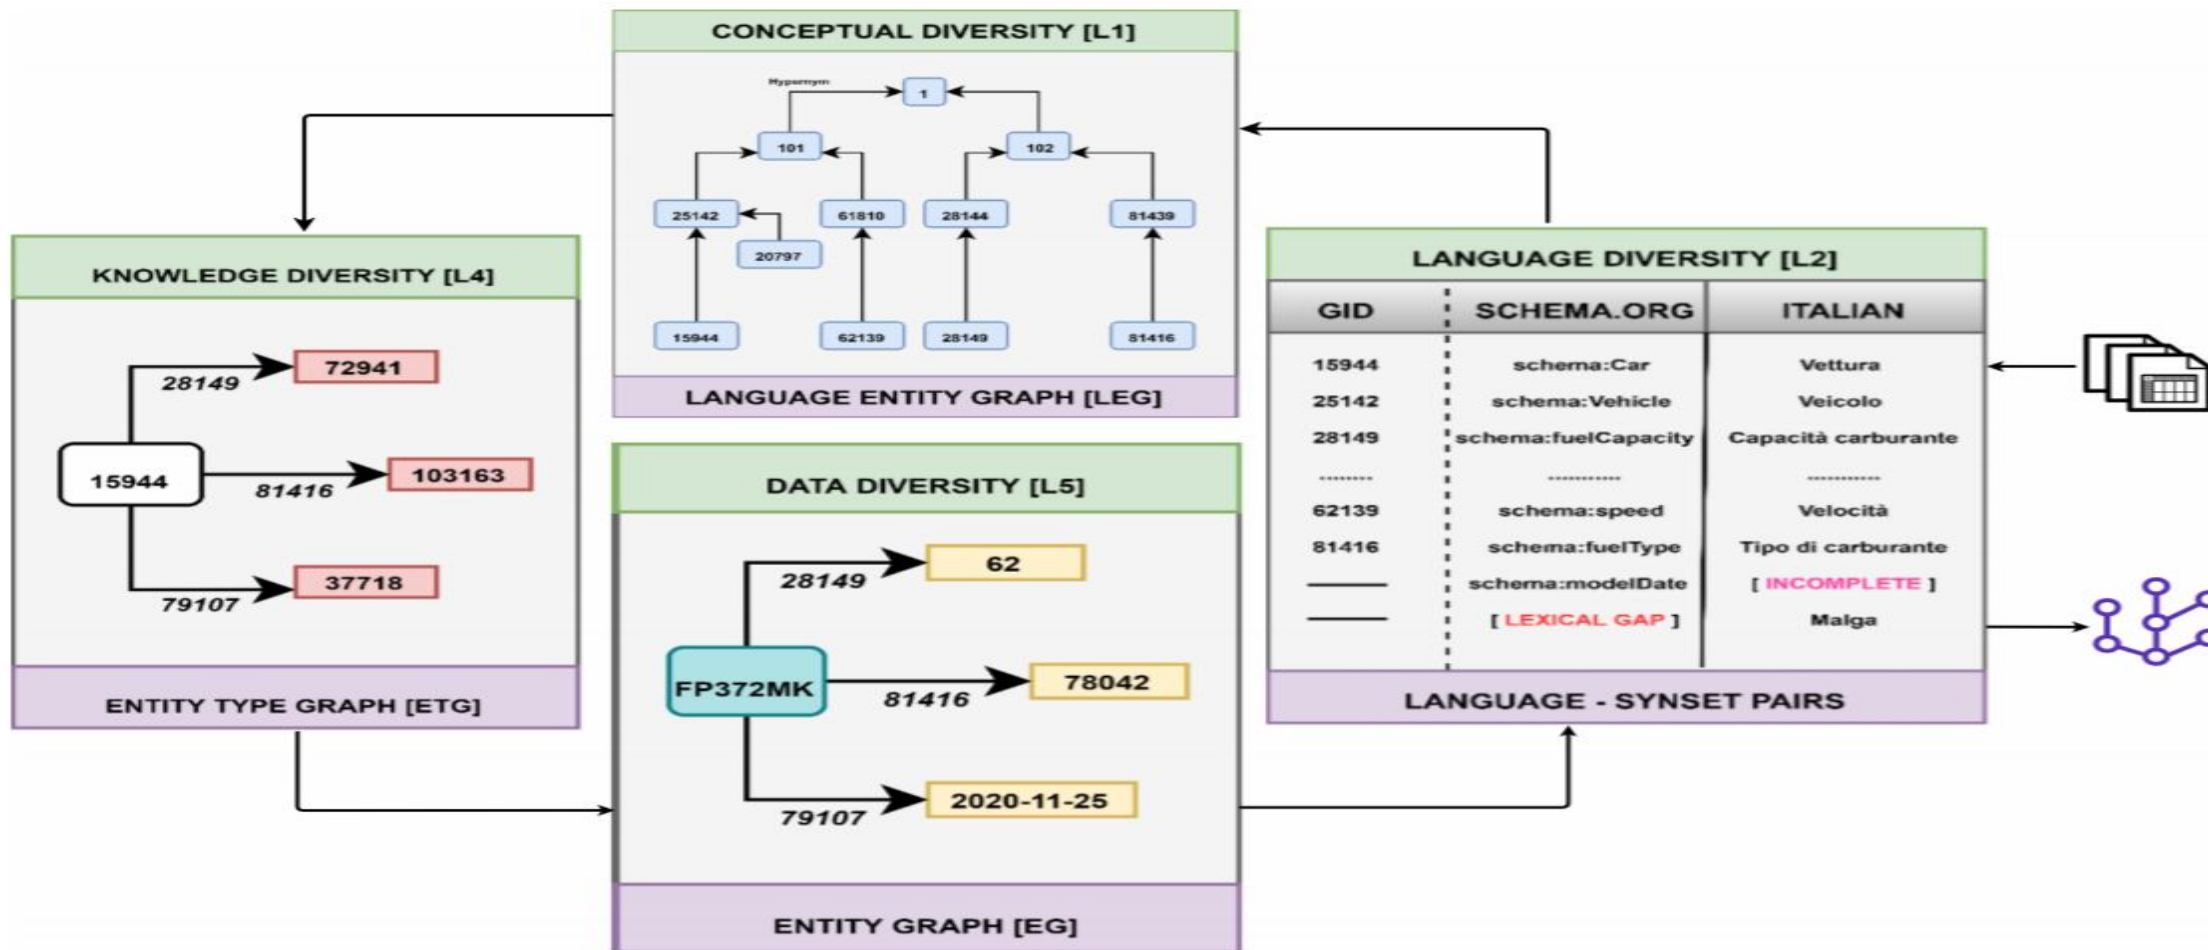 CONCEPTUAL DIVERSITY [L1]
Hypernym
1
101
102
25142
61810
28144
81439
20797
15944
62139
28149
81416
LANGUAGE ENTITY GRAPH [LEG]
KNOWLEDGE DIVERSITY [L4]
72941
28149
15944
103163
81416
37718
79107
ENTITY TYPE GRAPH [ETG]
DATA DIVERSITY [L5]
62
28149
FP372MK
78042
81416
2020-11-25
79107
ENTITY GRAPH [EG]
LANGUAGE DIVERSITY [L2]
GID SCHEMA.ORG ITALIAN
15944 schema:Car Vettura
25142 schema:Vehicle Veicolo
28149 schema:fuelCapacity Capacità carburante
........ ........... ...........
62139 schema:speed Velocità
81416 schema:fuelType Tipo di carburante
schema:modelDate [ INCOMPLETE ]
[ LEXICAL GAP ] Malga
LANGUAGE - SYNSET PAIRS